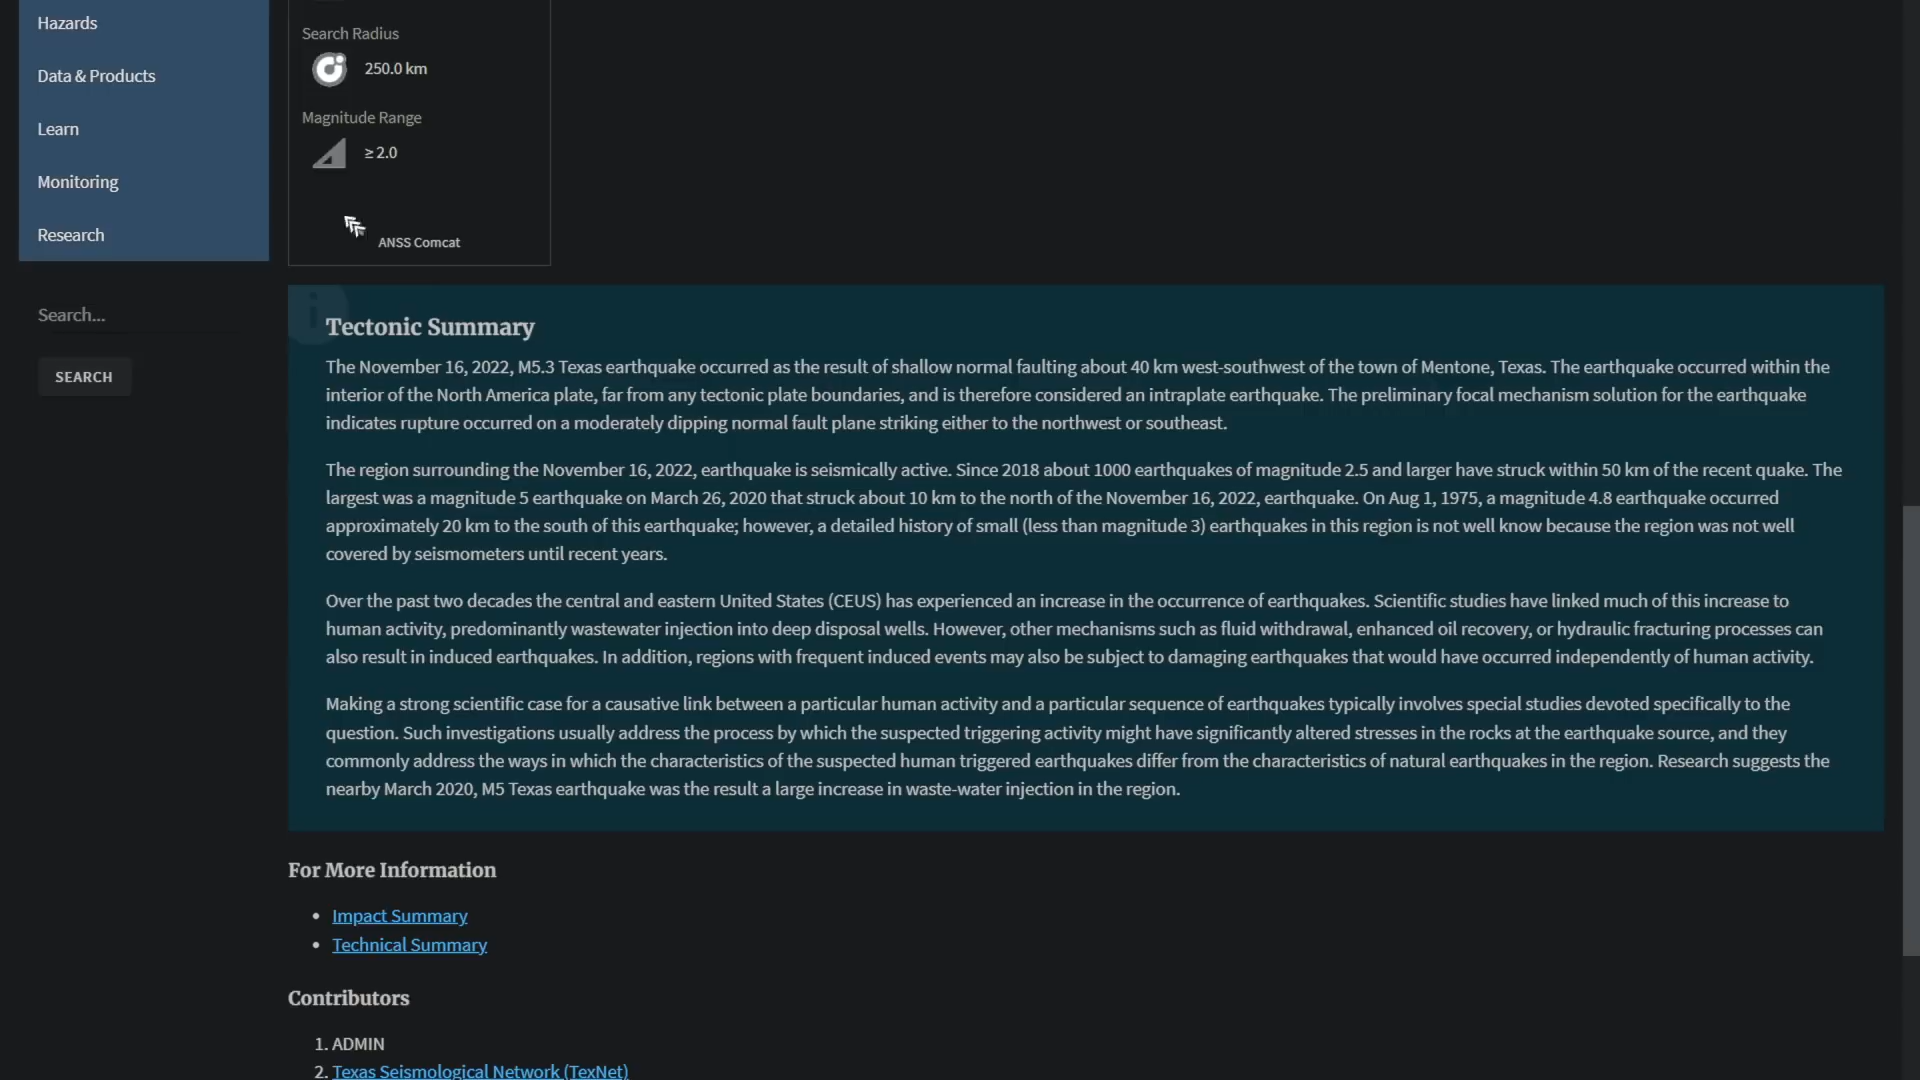 Hazards
Data & Products
Learn
Monitoring
Research
Search...
SEARCH
Search Radius
250.0 km
Magnitude Range
≥ 2.0
ANSS Comcat
Tectonic Summary
The November 16, 2022, M5.3 Texas earthquake occurred as the result of shallow normal faulting about 40 km west-southwest of the town of Mentone, Texas. The earthquake occurred within the
interior of the North America plate, far from any tectonic plate boundaries, and is therefore considered an intraplate earthquake. The preliminary focal mechanism solution for the earthquake
indicates rupture occurred on a moderately dipping normal fault plane striking either to the northwest or southeast.
The region surrounding the November 16, 2022, earthquake is seismically active. Since 2018 about 1000 earthquakes of magnitude 2.5 and larger have struck within 50 km of the recent quake. The
largest was a magnitude 5 earthquake on March 26, 2020 that struck about 10 km to the north of the November 16, 2022, earthquake. On Aug 1, 1975, a magnitude 4.8 earthquake occurred
approximately 20 km to the south of this earthquake; however, a detailed history of small (less than magnitude 3) earthquakes in this region is not well know because the region was not well
covered by seismometers until recent years.
Over the past two decades the central and eastern United States (CEUS) has experienced an increase in the occurrence of earthquakes. Scientific studies have linked much of this increase to
human activity, predominantly wastewater injection into deep disposal wells. However, other mechanisms such as fluid withdrawal, enhanced oil recovery, or hydraulic fracturing processes can
also result in induced earthquakes. In addition, regions with frequent induced events may also be subject to damaging earthquakes that would have occurred independently of human activity.
Making a strong scientific case for a causative link between a particular human activity and a particular sequence of earthquakes typically involves special studies devoted specifically to the
question. Such investigations usually address the process by which the suspected triggering activity might have significantly altered stresses in the rocks at the earthquake source, and they
commonly address the ways in which the characteristics of the suspected human triggered earthquakes differ from the characteristics of natural earthquakes in the region. Research suggests the
nearby March 2020, M5 Texas earthquake was the result a large increase in waste-water injection in the region.
For More Information
• Impact Summary
• Technical Summary
Contributors
1. ADMIN
2. Texas Seismological Network (TexNet)